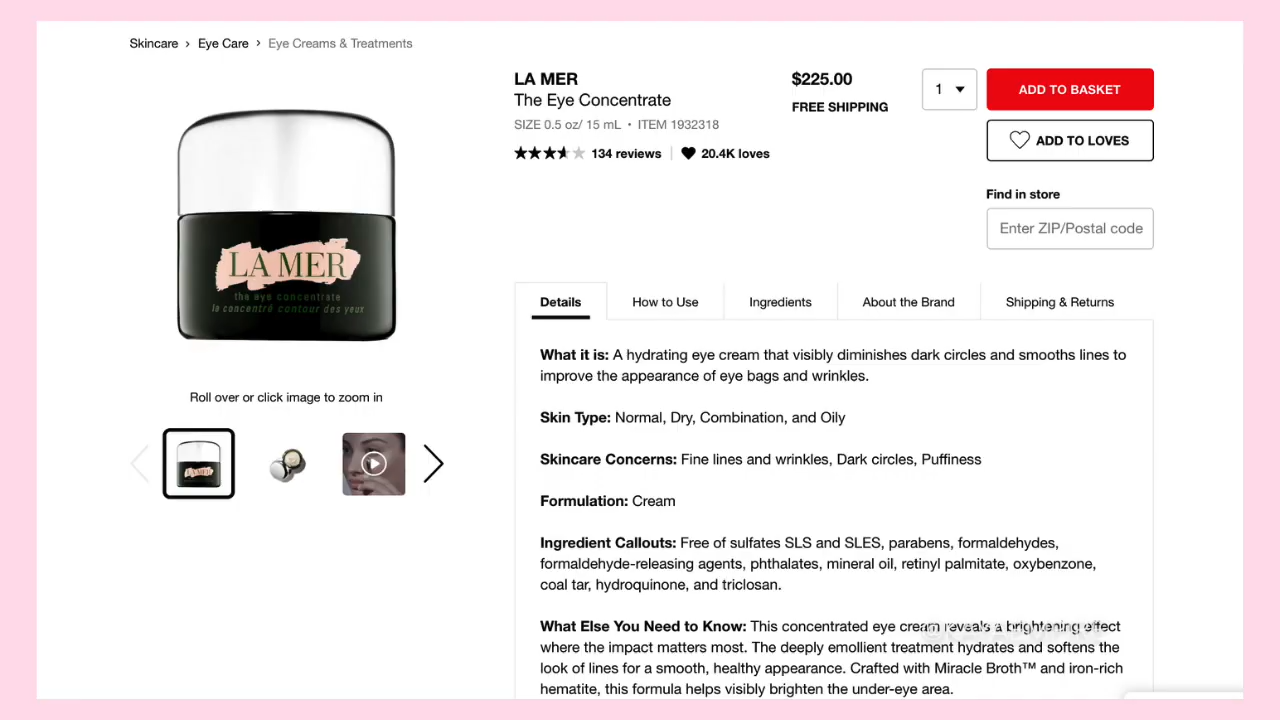 Skincare › Eye Care › Eye Creams & Treatments
LA MER
The Eye Concentrate
SIZE 0.5 oz/ 15 mL • ITEM 1932318
134 reviews | 20.4K loves
$225.00
FREE SHIPPING
1
ADD TO BASKET
ADD TO LOVES
Find in store
Enter ZIP/Postal code
LA MER
the eye concentrate
la concentré contour des yeux
Roll over or click image to zoom in
Details
How to Use
Ingredients
About the Brand
Shipping & Returns
What it is: A hydrating eye cream that visibly diminishes dark circles and smooths lines to
improve the appearance of eye bags and wrinkles.
Skin Type: Normal, Dry, Combination, and Oily
Skincare Concerns: Fine lines and wrinkles, Dark circles, Puffiness
Formulation: Cream
Ingredient Callouts: Free of sulfates SLS and SLES, parabens, formaldehydes,
formaldehyde-releasing agents, phthalates, mineral oil, retinyl palmitate, oxybenzone,
coal tar, hydroquinone, and triclosan.
What Else You Need to Know: This concentrated eye cream reveals a brightening effect
where the impact matters most. The deeply emollient treatment hydrates and softens the
look of lines for a smooth, healthy appearance. Crafted with Miracle Broth™ and iron-rich
hematite, this formula helps visibly brighten the under-eye area.